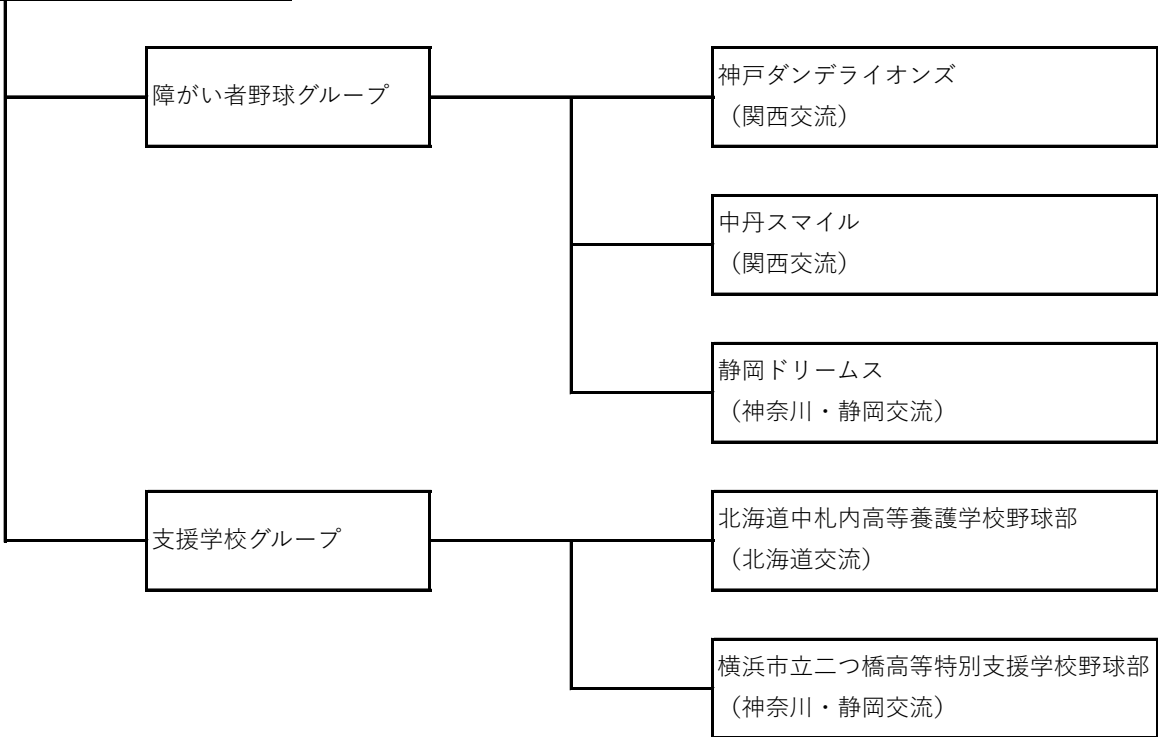 障がい者野球グループ
神戸ダンデライオンズ
（関西交流）
中丹スマイル
（関西交流）
静岡ドリームス
（神奈川・静岡交流）
支援学校グループ
北海道中札内高等養護学校野球部
（北海道交流）
横浜市立二つ橋高等特別支援学校野球部
（神奈川・静岡交流）